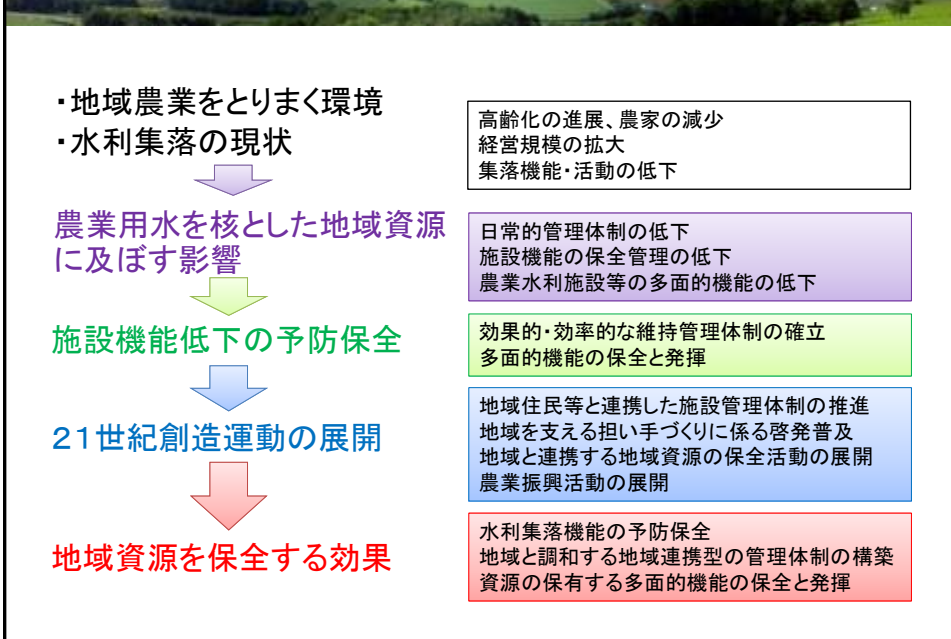 ・地域農業をとりまく環境
・水利集落の現状
高齢化の進展、農家の減少
経営規模の拡大
集落機能・活動の低下
農業用水を核とした地域資源
に及ぼす影響
日常的管理体制の低下
施設機能の保全管理の低下
農業水利施設等の多面的機能の低下
施設機能低下の予防保全
効果的・効率的な維持管理体制の確立
多面的機能の保全と発揮
21世紀創造運動の展開
地域住民等と連携した施設管理体制の推進
地域を支える担い手づくりに係る啓発普及
地域と連携する地域資源の保全活動の展開
農業振興活動の展開
地域資源を保全する効果
水利集落機能の予防保全
地域と調和する地域連携型の管理体制の構築
資源の保有する多面的機能の保全と発揮